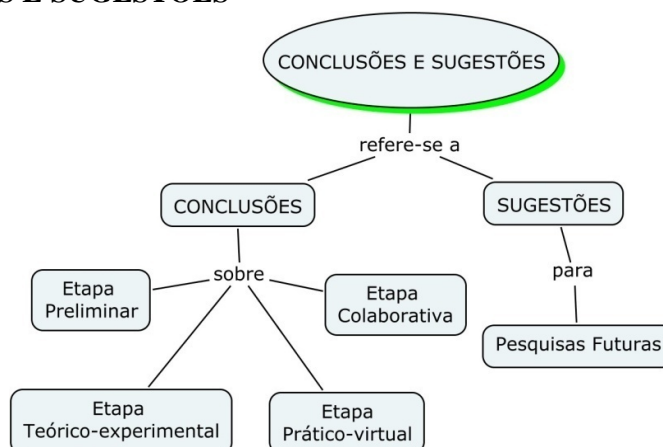 CONCLUSÕES E SUGESTÕES
refere-se a
CONCLUSÕES
SUGESTÕES
sobre
para
Etapa
Preliminar
Etapa
Colaborativa
Pesquisas Futuras
Etapa
Teórico-experimental
Etapa
Prático-virtual